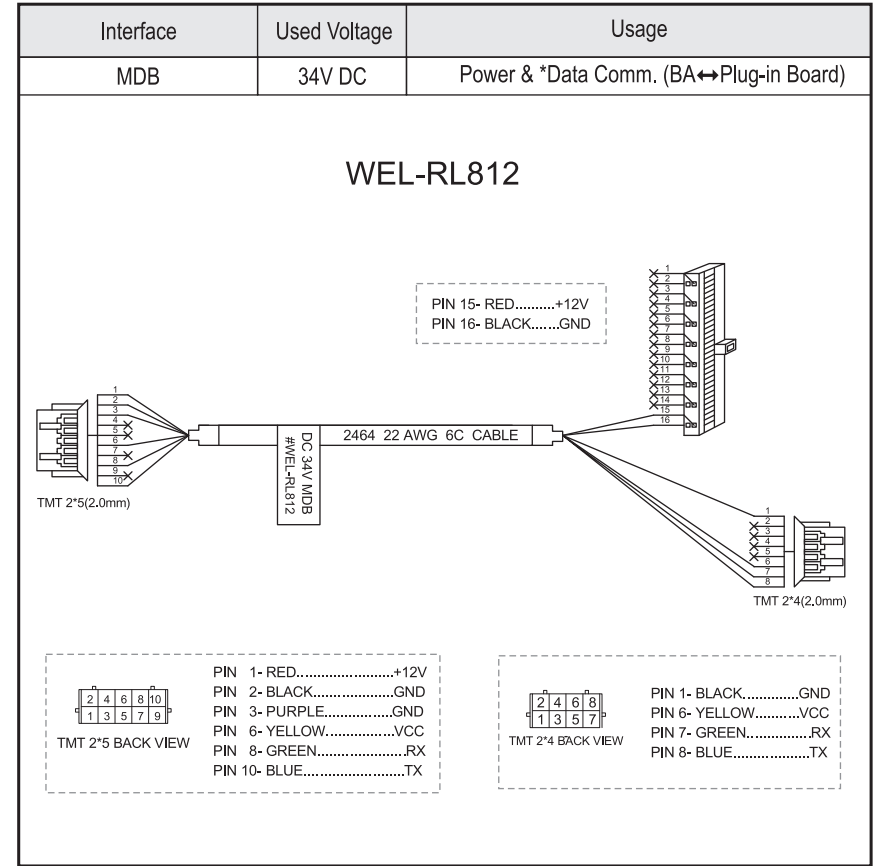 Interface Used Voltage Usage
MDB 34V DC Power & *Data Comm. (BA↔Plug-in Board)
WEL-RL812
PIN 15- RED.........+12V
PIN 16- BLACK.......GND
1
2
3
4
5
6
7
8
9
10
11
12
13
14
15
16
1
2
3
4
5
6
7
8
9
10
TMT 2*5(2.0mm)
DC 34V MDB
#WEL-RL812
2464 22 AWG 6C CABLE
1
2
3
4
5
6
7
8
TMT 2*4(2.0mm)
2 4 6 8 10
1 3 5 7 9
TMT 2*5 BACK VIEW
PIN 1- RED......................+12V
PIN 2- BLACK.................GND
PIN 3- PURPLE...............GND
PIN 6- YELLOW..............VCC
PIN 8- GREEN..................RX
PIN 10- BLUE.....................TX
2 4 6 8
1 3 5 7
TMT 2*4 BACK VIEW
PIN 1- BLACK.............GND
PIN 6- YELLOW..........VCC
PIN 7- GREEN..............RX
PIN 8- BLUE.................TX